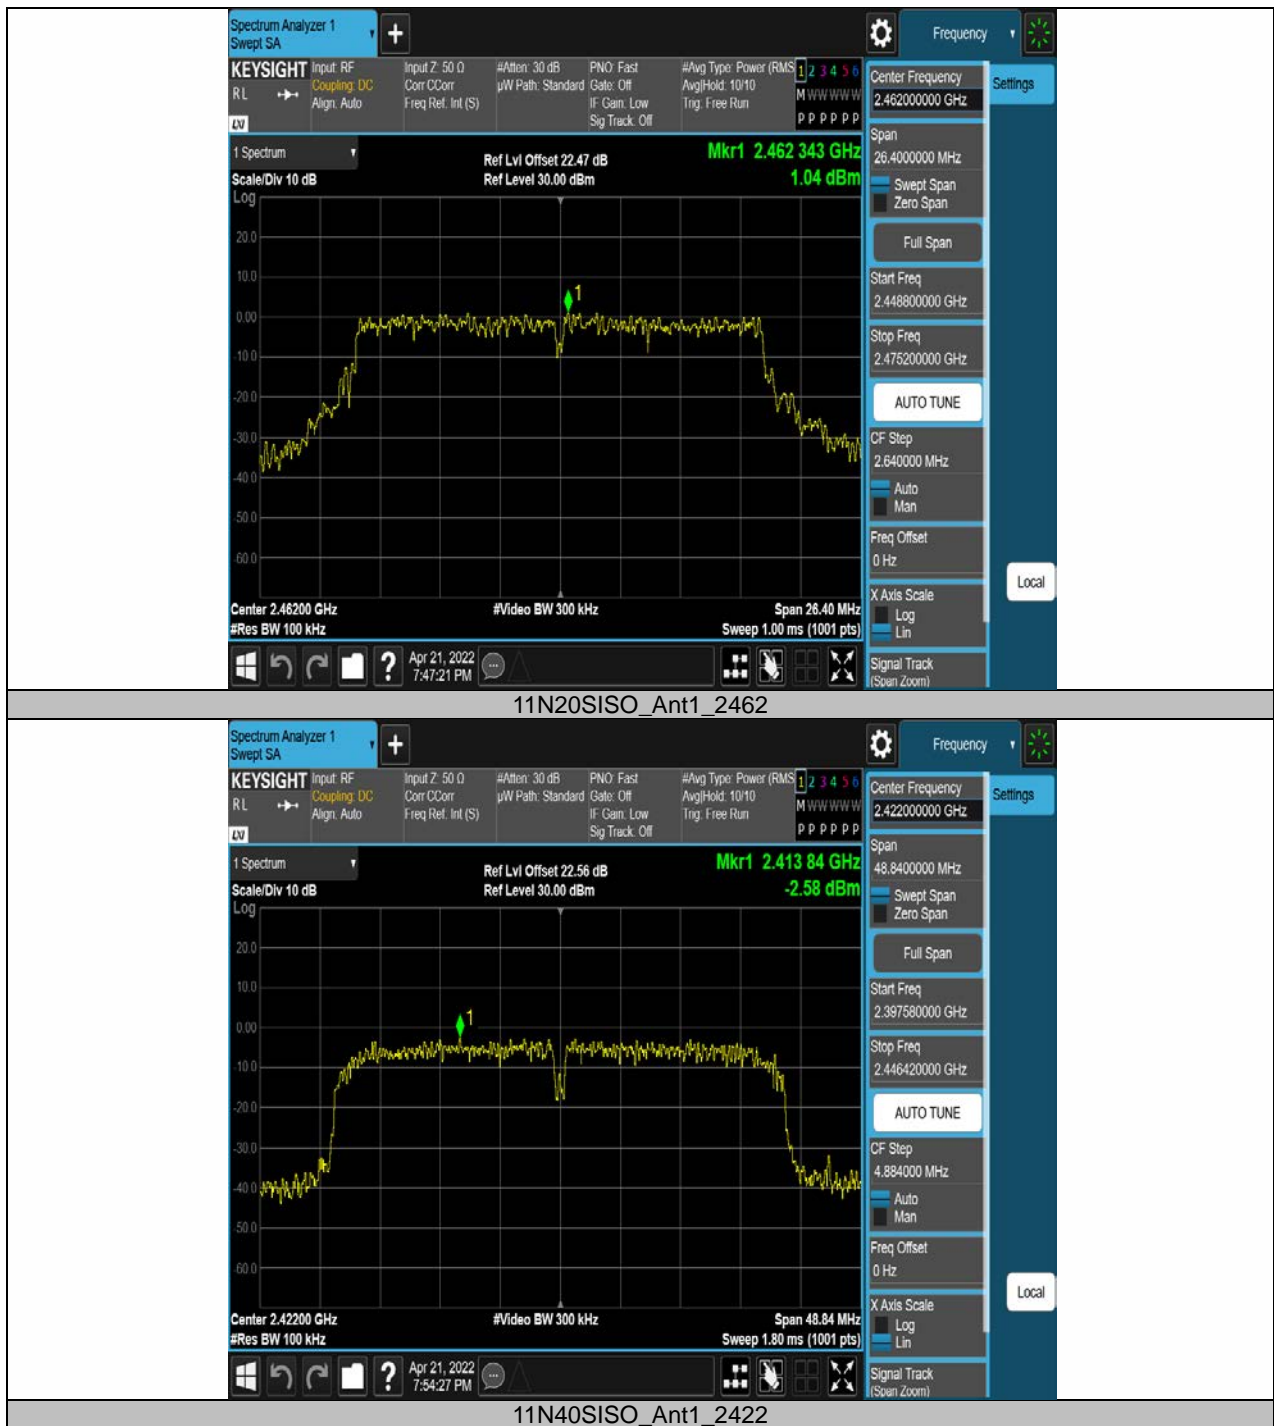 Spectrum Analyzer 1
Swept SA
+
Frequency
KEYSIGHT
Input: RF
Input Z: 50 Ω
#Atten: 30 dB
PNO: Fast
#Avg Type: Power (RMS
1 2 3 4 5 6
RL
Coupling: DC
Corr CCorr
µW Path: Standard
Gate: Off
Avg|Hold: 10/10
M W W W W W
Align: Auto
Freq Ref: Int (S)
IF Gain: Low
Trig: Free Run
LXI
Sig Track: Off
P P P P P P
Center Frequency
2.462000000 GHz
Settings
1 Spectrum
Ref Lvl Offset 22.47 dB
Mkr1 2.462 343 GHz
Scale/Div 10 dB
Ref Level 30.00 dBm
1.04 dBm
Log
20.0
10.0
0.00
-10.0
-20.0
-30.0
-40.0
-50.0
-60.0
1
Span
26.4000000 MHz
Swept Span
Zero Span
Full Span
Start Freq
2.448800000 GHz
Stop Freq
2.475200000 GHz
AUTO TUNE
CF Step
2.640000 MHz
Auto
Man
Freq Offset
0 Hz
X Axis Scale
Log
Lin
Local
Signal Track
(Span Zoom)
Center 2.46200 GHz
#Video BW 300 kHz
Span 26.40 MHz
#Res BW 100 kHz
Sweep 1.00 ms (1001 pts)
?
Apr 21, 2022
7:47:21 PM
11N20SISO_Ant1_2462
Spectrum Analyzer 1
Swept SA
+
Frequency
KEYSIGHT
Input: RF
Input Z: 50 Ω
#Atten: 30 dB
PNO: Fast
#Avg Type: Power (RMS
1 2 3 4 5 6
RL
Coupling: DC
Corr CCorr
µW Path: Standard
Gate: Off
Avg|Hold: 10/10
M W W W W W
Align: Auto
Freq Ref: Int (S)
IF Gain: Low
Trig: Free Run
LXI
Sig Track: Off
P P P P P P
Center Frequency
2.422000000 GHz
Settings
1 Spectrum
Ref Lvl Offset 22.56 dB
Mkr1 2.413 84 GHz
Scale/Div 10 dB
Ref Level 30.00 dBm
-2.58 dBm
Log
20.0
10.0
0.00
-10.0
-20.0
-30.0
-40.0
-50.0
-60.0
1
Span
48.8400000 MHz
Swept Span
Zero Span
Full Span
Start Freq
2.397580000 GHz
Stop Freq
2.446420000 GHz
AUTO TUNE
CF Step
4.884000 MHz
Auto
Man
Freq Offset
0 Hz
X Axis Scale
Log
Lin
Local
Signal Track
(Span Zoom)
Center 2.42200 GHz
#Video BW 300 kHz
Span 48.84 MHz
#Res BW 100 kHz
Sweep 1.80 ms (1001 pts)
?
Apr 21, 2022
7:54:27 PM
11N40SISO_Ant1_2422